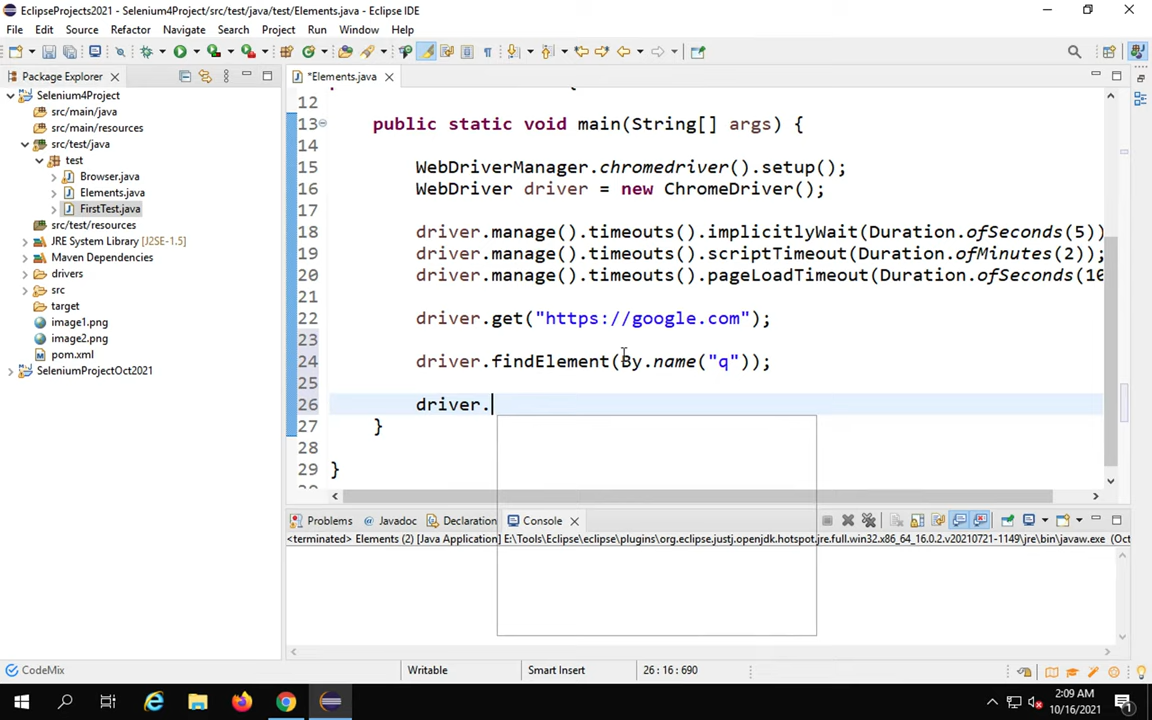 EclipseProjects2021 - Selenium4Project/src/test/java/test/Elements.java - Eclipse IDE
File Edit Source Refactor Navigate Search Project Run Window Help
Package Explorer
*Elements.java
Selenium4Project
src/main/java
src/main/resources
src/test/java
test
Browser.java
Elements.java
FirstTest.java
src/test/resources
JRE System Library [J2SE-1.5]
Maven Dependencies
drivers
src
target
image1.png
image2.png
pom.xml
SeleniumProjectOct2021
12
13 public static void main(String[] args) {
14
15 WebDriverManager.chromedriver().setup();
16 WebDriver driver = new ChromeDriver();
17
18 driver.manage().timeouts().implicitlyWait(Duration.ofSeconds(5))
19 driver.manage().timeouts().scriptTimeout(Duration.ofMinutes(2));
20 driver.manage().timeouts().pageLoadTimeout(Duration.ofSeconds(10
21
22 driver.get("https://google.com");
23
24 driver.findElement(By.name("q"));
25
26 driver.
27 }
28
29 }
Problems Javadoc Declaration Console
<terminated> Elements (2) [Java Application] E:\Tools\Eclipse\eclipse\plugins\org.eclipse.justj.openjdk.hotspot.jre.full.win32.x86_64_16.0.2.v20210721-1149\jre\bin\javaw.exe (Oct
CodeMix
Writable
Smart Insert
26 : 16 : 690
2:09 AM
10/16/2021